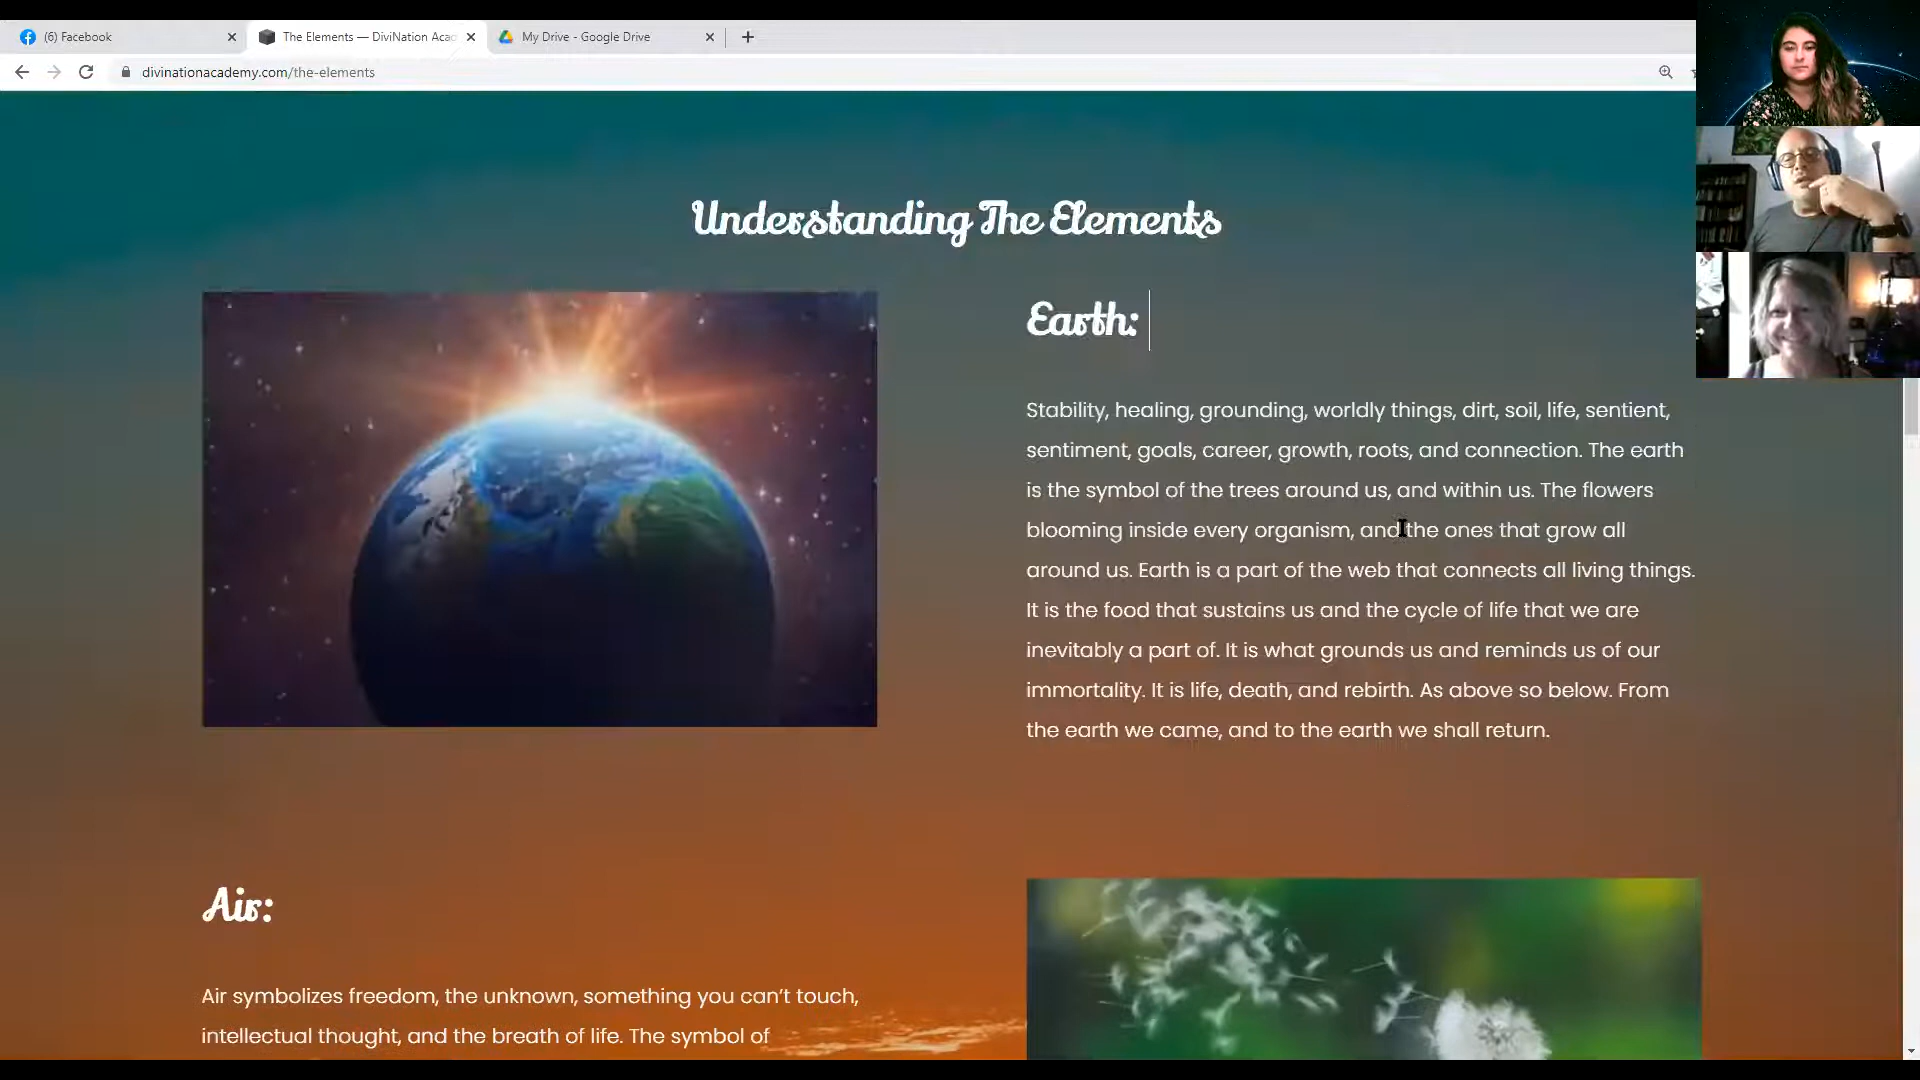 (6) Facebook
The Elements — DiviNation Acad
My Drive - Google Drive
divinationacademy.com/the-elements
Understanding The Elements
Earth:
Stability, healing, grounding, worldly things, dirt, soil, life, sentient,
sentiment, goals, career, growth, roots, and connection. The earth
is the symbol of the trees around us, and within us. The flowers
blooming inside every organism, and the ones that grow all
around us. Earth is a part of the web that connects all living things.
It is the food that sustains us and the cycle of life that we are
inevitably a part of. It is what grounds us and reminds us of our
immortality. It is life, death, and rebirth. As above so below. From
the earth we came, and to the earth we shall return.
Air:
Air symbolizes freedom, the unknown, something you can't touch,
intellectual thought, and the breath of life. The symbol of